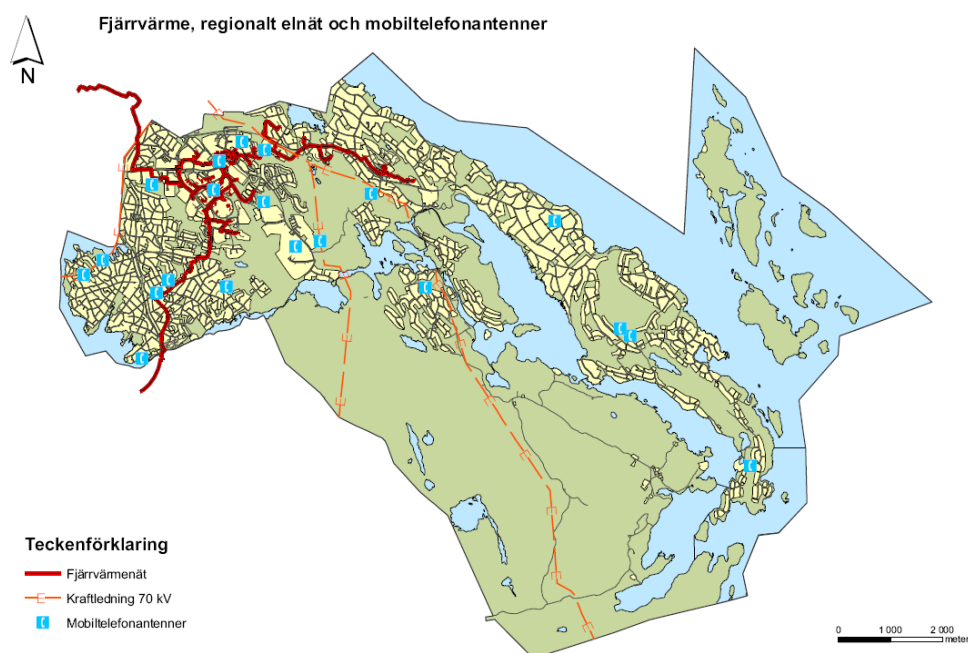 Fjärrvärme, regionalt elnät och mobiltelefonantenner
N
Teckenförklaring
Fjärrvärmenät
Kraftledning 70 kV
Mobiltelefonantenner
0 1 000 2 000
meter